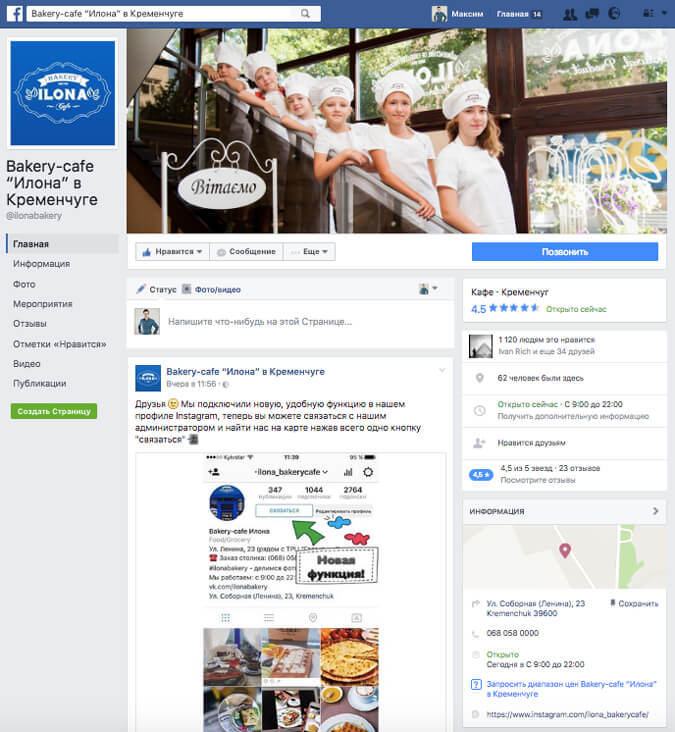 Bakery-cafe "Илона" в Кременчуге
Максим
Главная 14
BAKERY
ILONA
Cafe
ILONA
Вітаємо
Bakery-cafe
"Илона" в
Кременчуге
@ilonabakery
Главная
Информация
Фото
Мероприятия
Отзывы
Отметки «Нравится»
Видео
Публикации
Создать Страницу
Нравится
Сообщение
Еще
Позвонить
Статус
Фото/видео
Напишите что-нибудь на этой Странице...
Bakery-cafe "Илона" в Кременчуге
Вчера в 11:56
Друзья Мы подключили новую, удобную функцию в нашем
профиле Instagram, теперь вы можете связаться с нашим
администратором и найти нас на карте нажав всего одно кнопку
"связаться"
Kyivstar 11:39 95 %
ilona_bakerycafe
347 1044 2764
публикации подписчики подписки
СВЯЗАТЬСЯ Редактировать профиль
Bakery-cafe Илона
Food/Grocery
Ул. Ленина, 23 (рядом с ТРЦ
Заказ столика: (068) 05
#ilonabakery - делимся фот
Мы работаем: с 9:00 до 22:0
vk.com/ilonabakery
Ул. Соборная (Ленина), 23, Kremenchuk
Новая
функция!
Кафе · Кременчуг
4.5 Открыто сейчас
1 120 людям это нравится
Ivan Rich и еще 34 друзей
62 человек были здесь
Открыто сейчас · С 9:00 до 22:00
Получить дополнительную информацию
Нравится друзьям
4,5 4,5 из 5 звезд · 23 отзывов
Посмотрите отзывы
ИНФОРМАЦИЯ
Ул. Соборная (Ленина), 23 Сохранить
Kremenchuk 39600
068 058 0000
Открыто
Сегодня в С 9:00 до 22:00
Запросить диапазон цен Bakery-cafe "Илона"
в Кременчуге
https://www.instagram.com/ilona_bakerycafe/